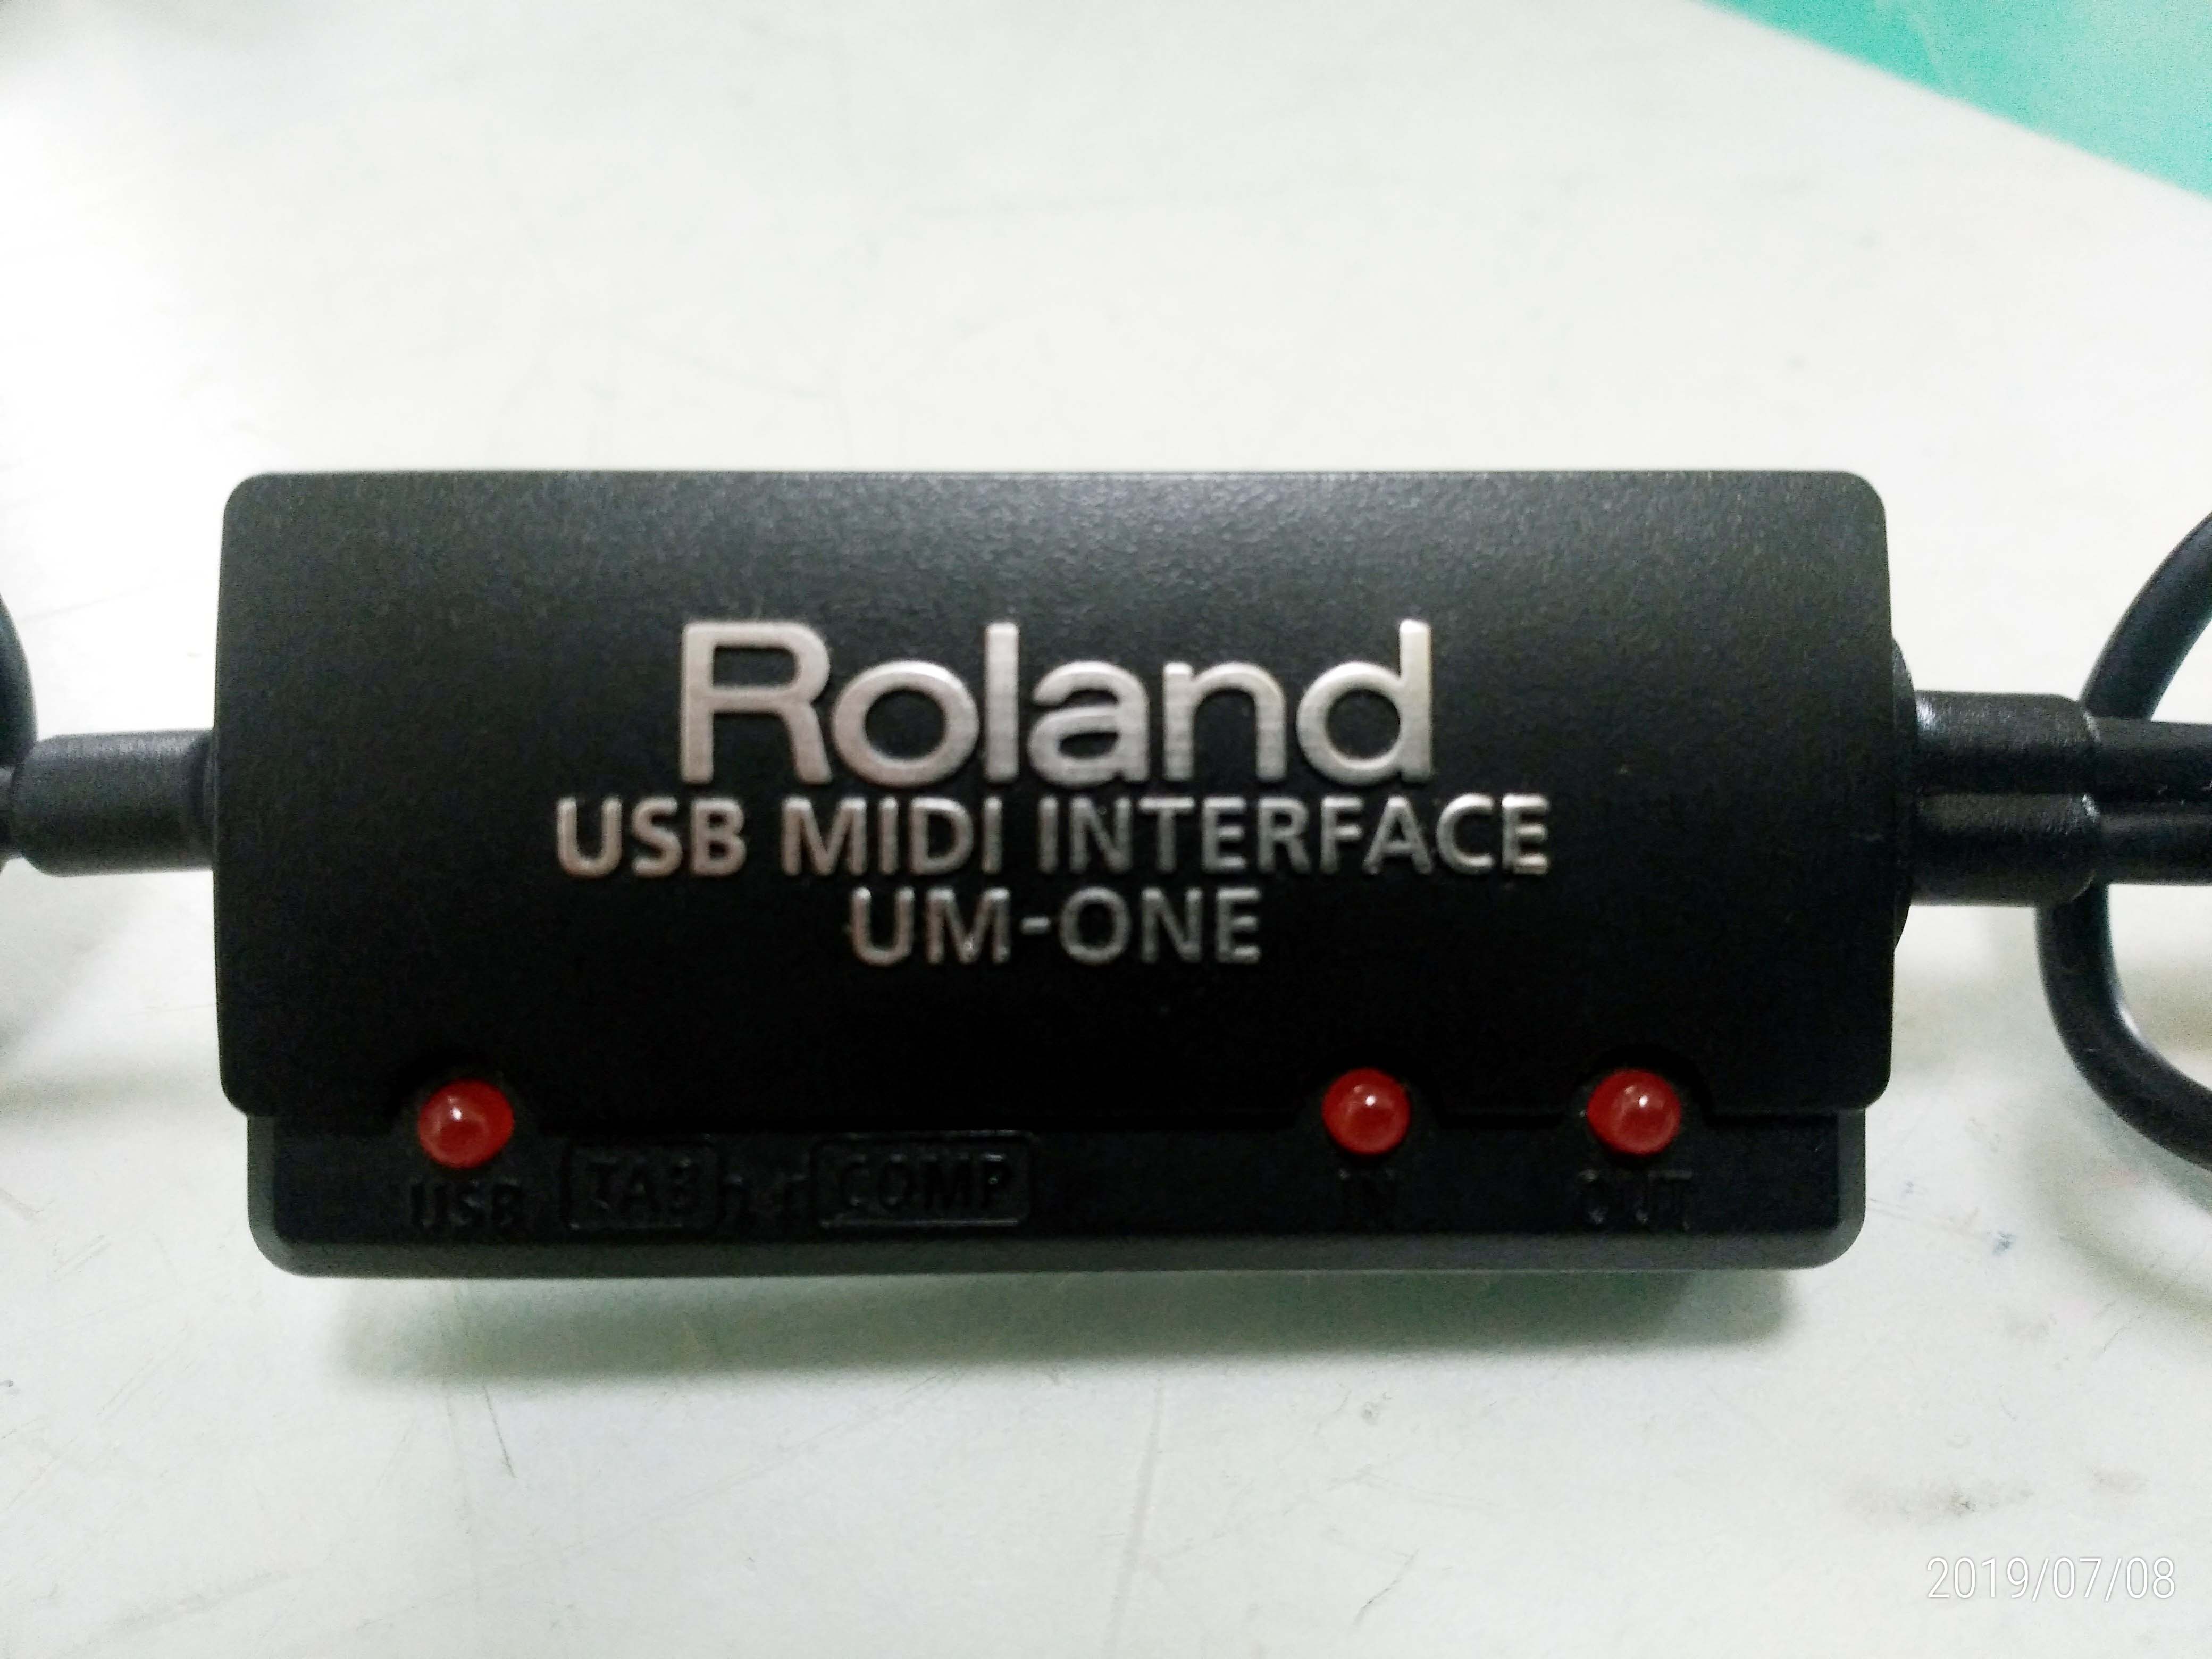 Roland
USB MIDI INTERFACE
UM-ONE
USB TAB COMP IN OUT
2019/07/08